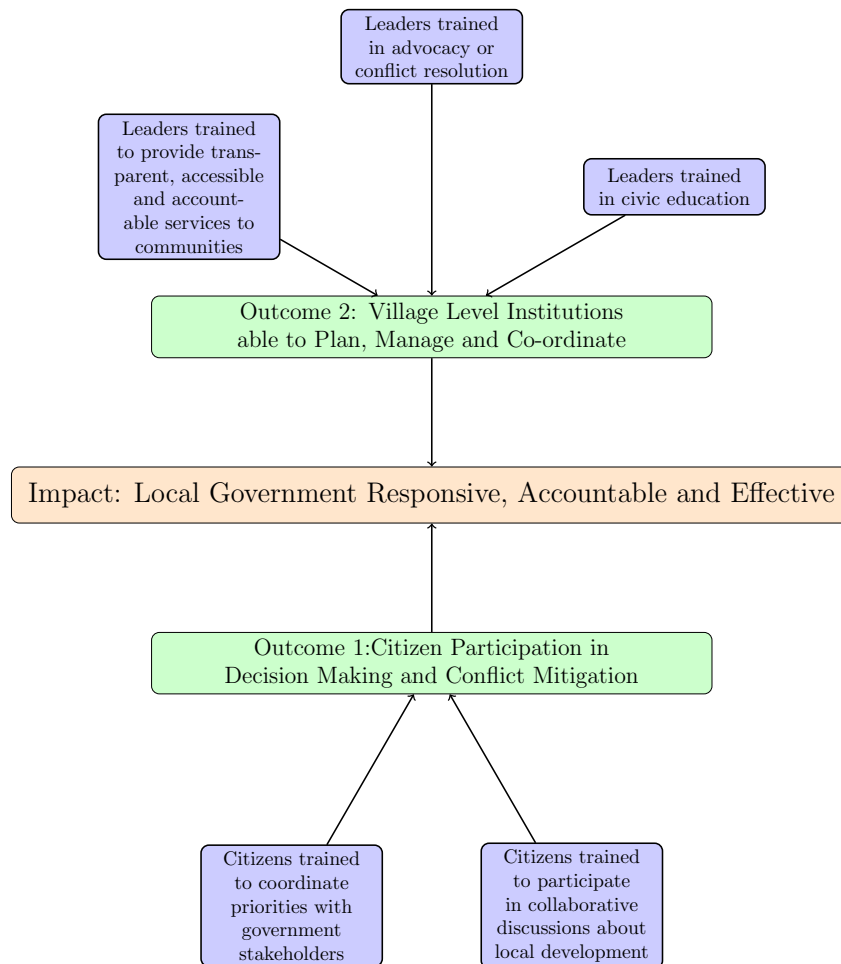 Leaders trained
in advocacy or
conflict resolution
Leaders trained
to provide trans-
parent, accessible
and account-
able services to
communities
Leaders trained
in civic education
Outcome 2: Village Level Institutions
able to Plan, Manage and Co-ordinate
Impact: Local Government Responsive, Accountable and Effective
Outcome 1:Citizen Participation in
Decision Making and Conflict Mitigation
Citizens trained
to coordinate
priorities with
government
stakeholders
Citizens trained
to participate
in collaborative
discussions about
local development